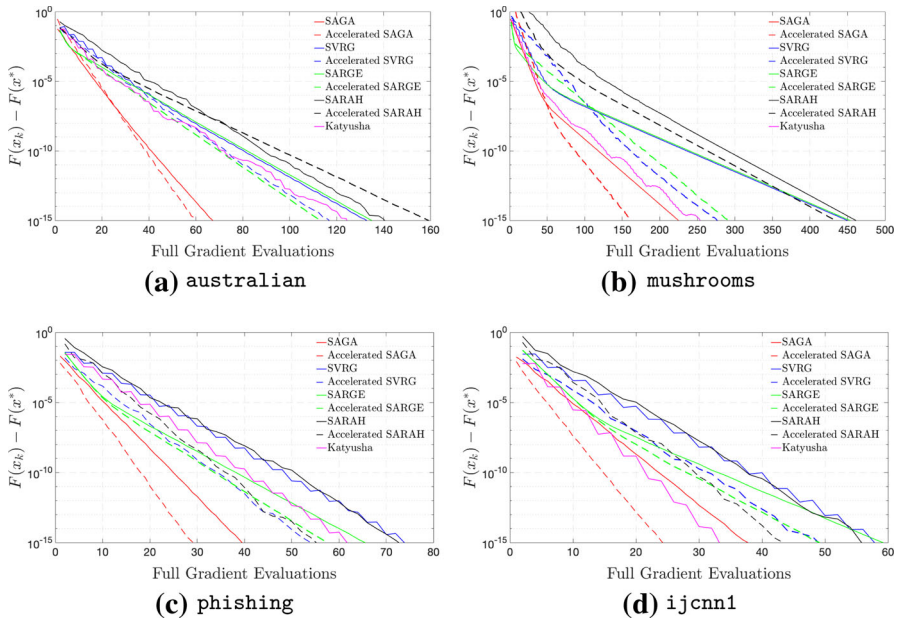 10^0
10^-5
10^-10
10^-15
F(x_k) − F(x*)
SAGA
Accelerated SAGA
SVRG
Accelerated SVRG
SARGE
Accelerated SARGE
SARAH
Accelerated SARAH
Katyusha
0 20 40 60 80 100 120 140 160
Full Gradient Evaluations
(a) australian
10^0
10^-5
10^-10
10^-15
F(x_k) − F(x*)
SAGA
Accelerated SAGA
SVRG
Accelerated SVRG
SARGE
Accelerated SARGE
SARAH
Accelerated SARAH
Katyusha
0 50 100 150 200 250 300 350 400 450 500
Full Gradient Evaluations
(b) mushrooms
10^0
10^-5
10^-10
10^-15
F(x_k) − F(x*)
SAGA
Accelerated SAGA
SVRG
Accelerated SVRG
SARGE
Accelerated SARGE
SARAH
Accelerated SARAH
Katyusha
0 10 20 30 40 50 60 70 80
Full Gradient Evaluations
(c) phishing
10^0
10^-5
10^-10
10^-15
F(x_k) − F(x*)
SAGA
Accelerated SAGA
SVRG
Accelerated SVRG
SARGE
Accelerated SARGE
SARAH
Accelerated SARAH
Katyusha
0 10 20 30 40 50 60
Full Gradient Evaluations
(d) ijcnn1